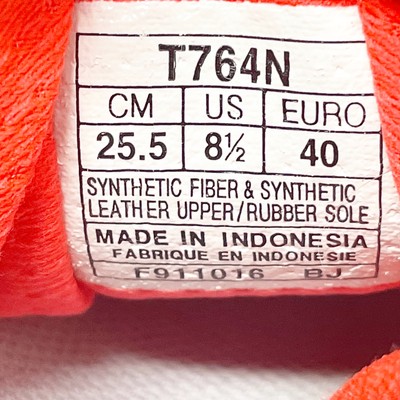 T764N
CM US EURO
25.5 8½ 40
SYNTHETIC FIBER & SYNTHETIC
LEATHER UPPER/RUBBER SOLE
MADE IN INDONESIA
FABRIQUE EN INDONESIE
F911016 BJ